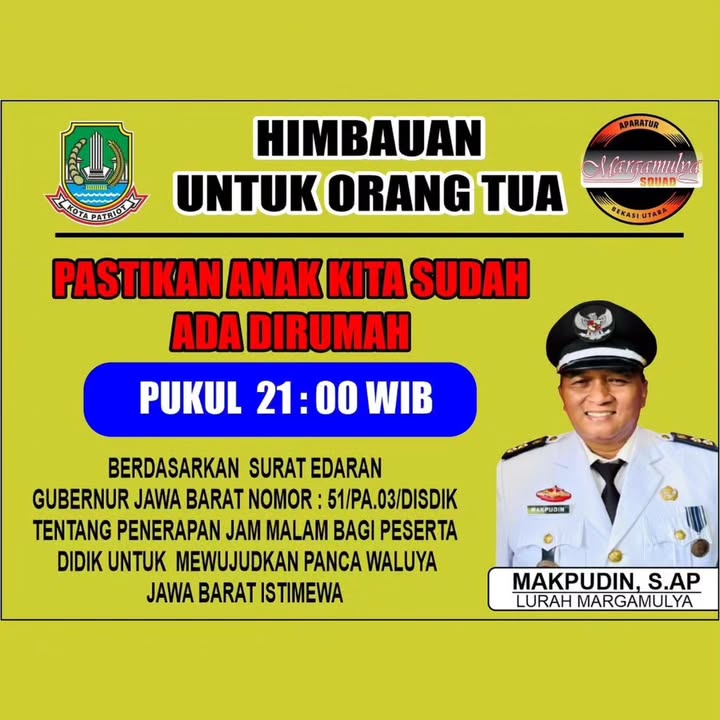 HIMBAUAN
UNTUK ORANG TUA
KOTA PATRIOT
APARATUR
Margamulya
SQUAD
BEKASI UTARA
PASTIKAN ANAK KITA SUDAH
ADA DIRUMAH
PUKUL 21 : 00 WIB
BERDASARKAN SURAT EDARAN
GUBERNUR JAWA BARAT NOMOR : 51/PA.03/DISDIK
TENTANG PENERAPAN JAM MALAM BAGI PESERTA
DIDIK UNTUK MEWUJUDKAN PANCA WALUYA
JAWA BARAT ISTIMEWA
MAKPUDIN
MAKPUDIN, S.AP
LURAH MARGAMULYA